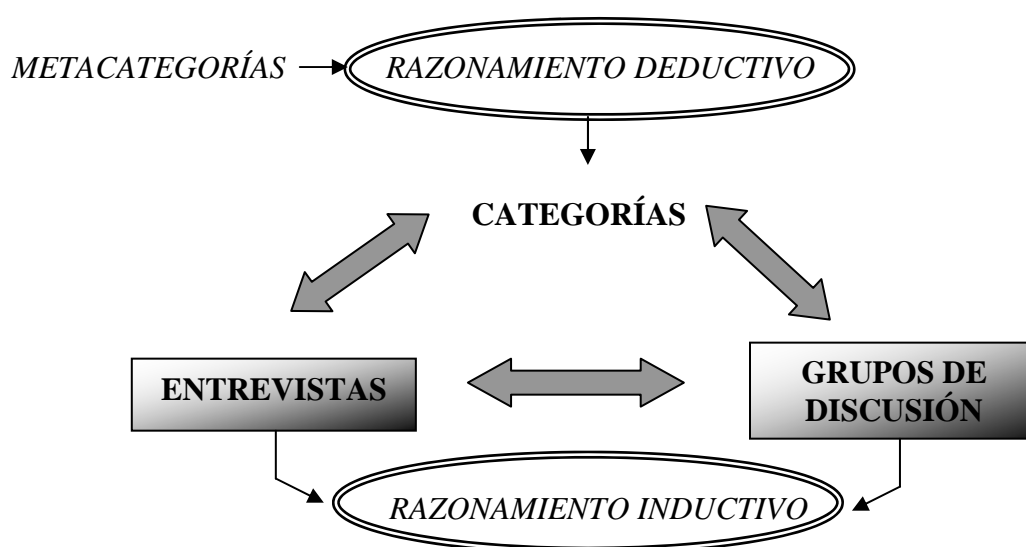 METACATEGORÍAS
RAZONAMIENTO DEDUCTIVO
CATEGORÍAS
ENTREVISTAS
GRUPOS DE
DISCUSIÓN
RAZONAMIENTO INDUCTIVO